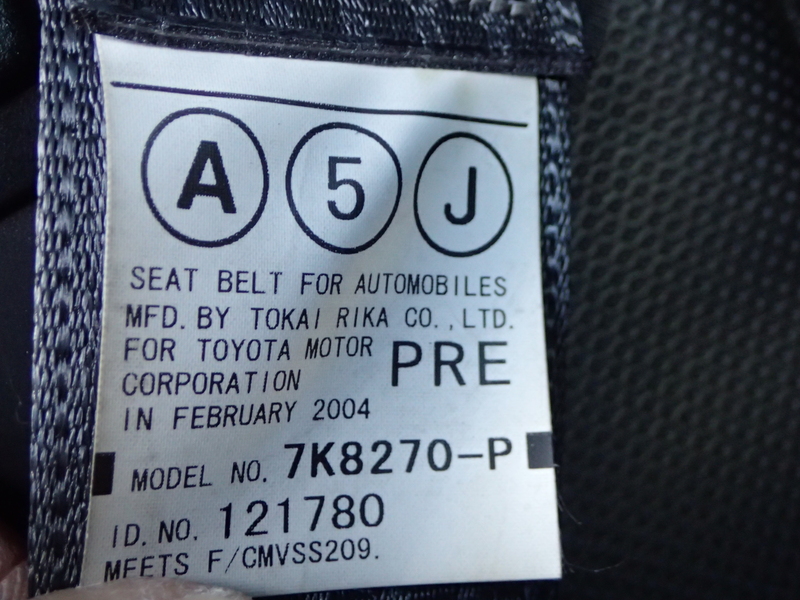 A 5 J
SEAT BELT FOR AUTOMOBILES
MFD. BY TOKAI RIKA CO.,LTD.
FOR TOYOTA MOTOR
CORPORATION
PRE
IN FEBRUARY 2004
MODEL NO. 7K8270-P
ID. NO. 121780
MEETS F/CMVSS209.